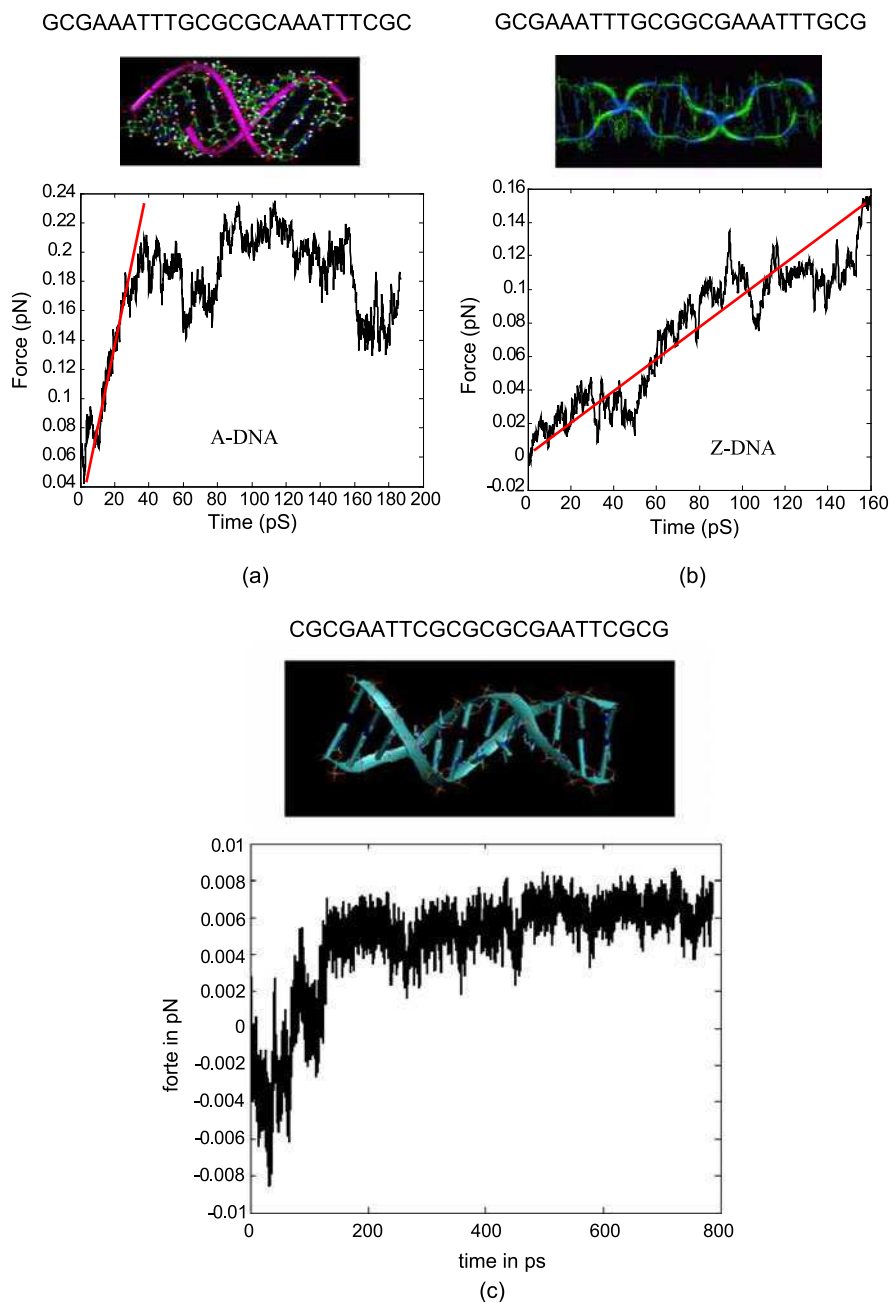 GCGAAATTTGCGCGCAAATTTCGC
GCGAAATTTGCGGCGAAATTTGCG
0.24
0.22
0.2
0.18
0.16
0.14
0.12
0.1
0.08
0.06
0.04
Force (pN)
A-DNA
0 20 40 60 80 100 120 140 160 180 200
Time (pS)
(a)
0.16
0.14
0.12
0.1
0.08
0.06
0.04
0.02
0
-0.02
Force (pN)
Z-DNA
0 20 40 60 80 100 120 140 160
Time (pS)
(b)
CGCGAATTCGCGCGCGAATTCGCG
0.01
0.008
0.006
0.004
0.002
0
-0.002
-0.004
-0.006
-0.008
-0.01
forte in pN
0 200 400 600 800
time in ps
(c)